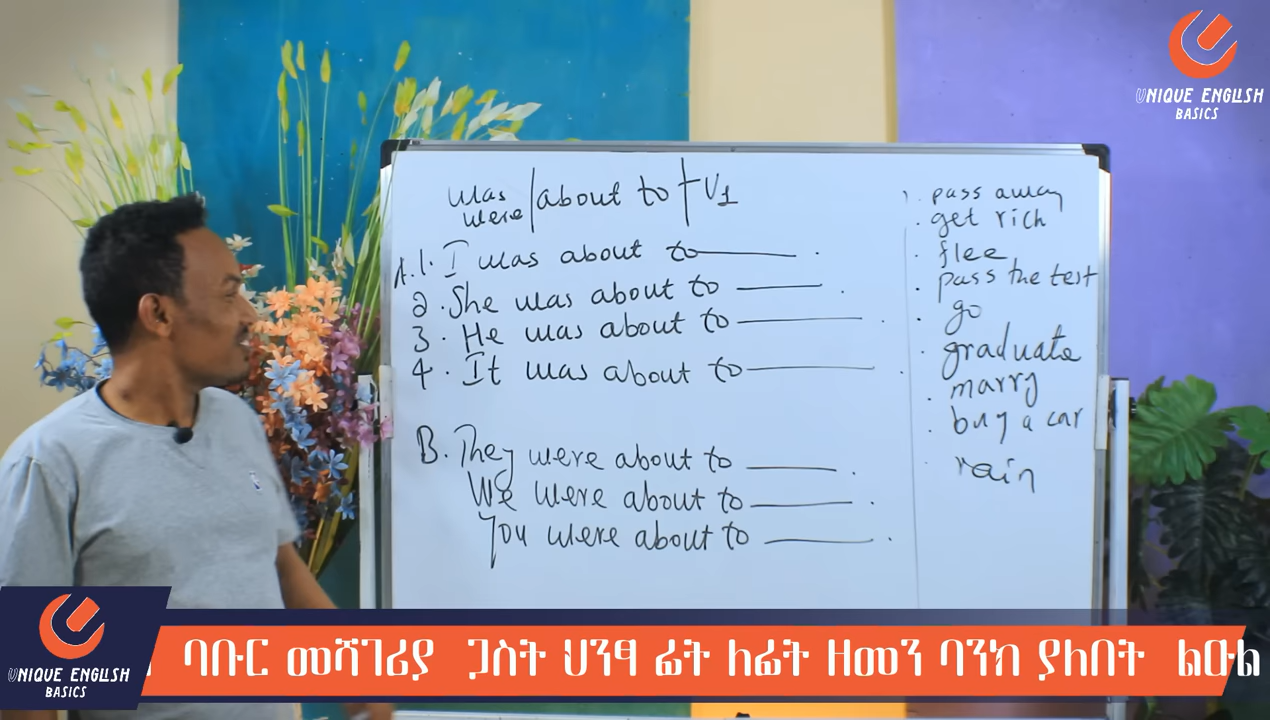 UNIQUE ENGLISH
BASICS
was
were / about to + V1
A.1. I was about to ______ .
2. She was about to ______ .
3. He was about to ______ .
4. It was about to ______ .
B. They were about to ______ .
We were about to ______ .
You were about to ______ .
. pass away
. get rich
. flee
. pass the test
. go
. graduate
. marry
. buy a car
. rain
UNIQUE ENGLISH
BASICS
ባቡር መሻገሪያ ጋስት ህንፃ ፊት ለፊት ዘመን ባንክ ያለበት ልዑል